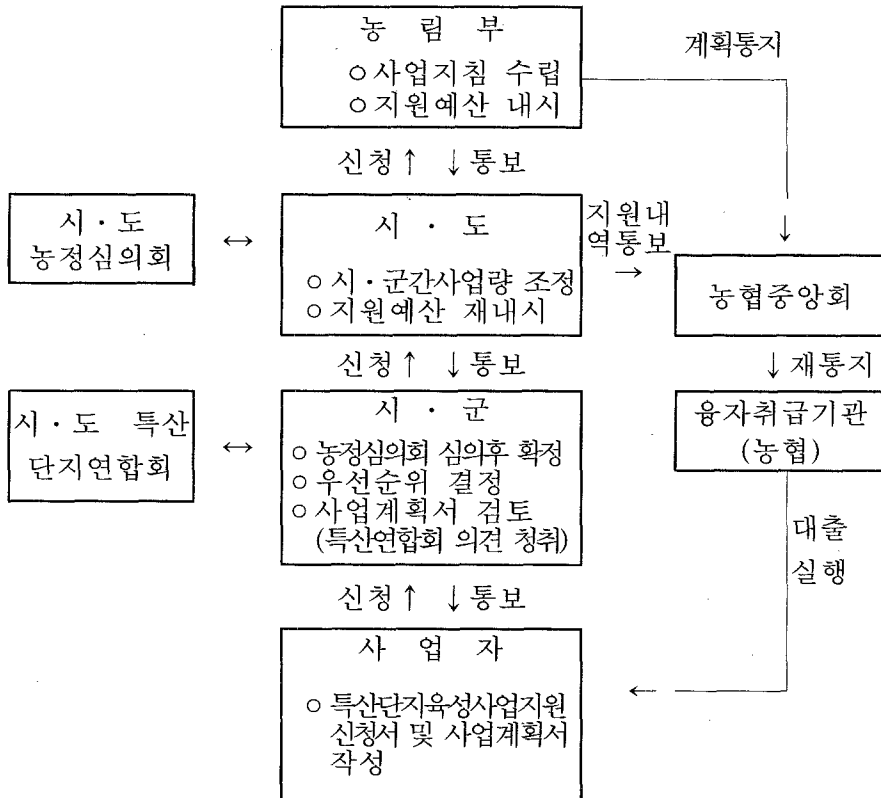 농 림 부
○ 사업지침 수립
○ 지원예산 내시
계획통지
신청↑ ↓통보
시 · 도
농정심의회
↔
시 · 도
○ 시 · 군간사업량 조정
○ 지원예산 재내시
지원내
역통보
→
↓
농협중앙회
신청↑ ↓통보
↓재통지
시 · 도 특산
단지연합회
↔
시 · 군
○ 농정심의회 심의후 확정
○ 우선순위 결정
○ 사업계획서 검토
(특산연합회 의견 청취)
융자취급기관
(농협)
대출
실행
신청↑ ↓통보
사 업 자
○ 특산단지육성사업지원
신청서 및 사업계획서
작성
←